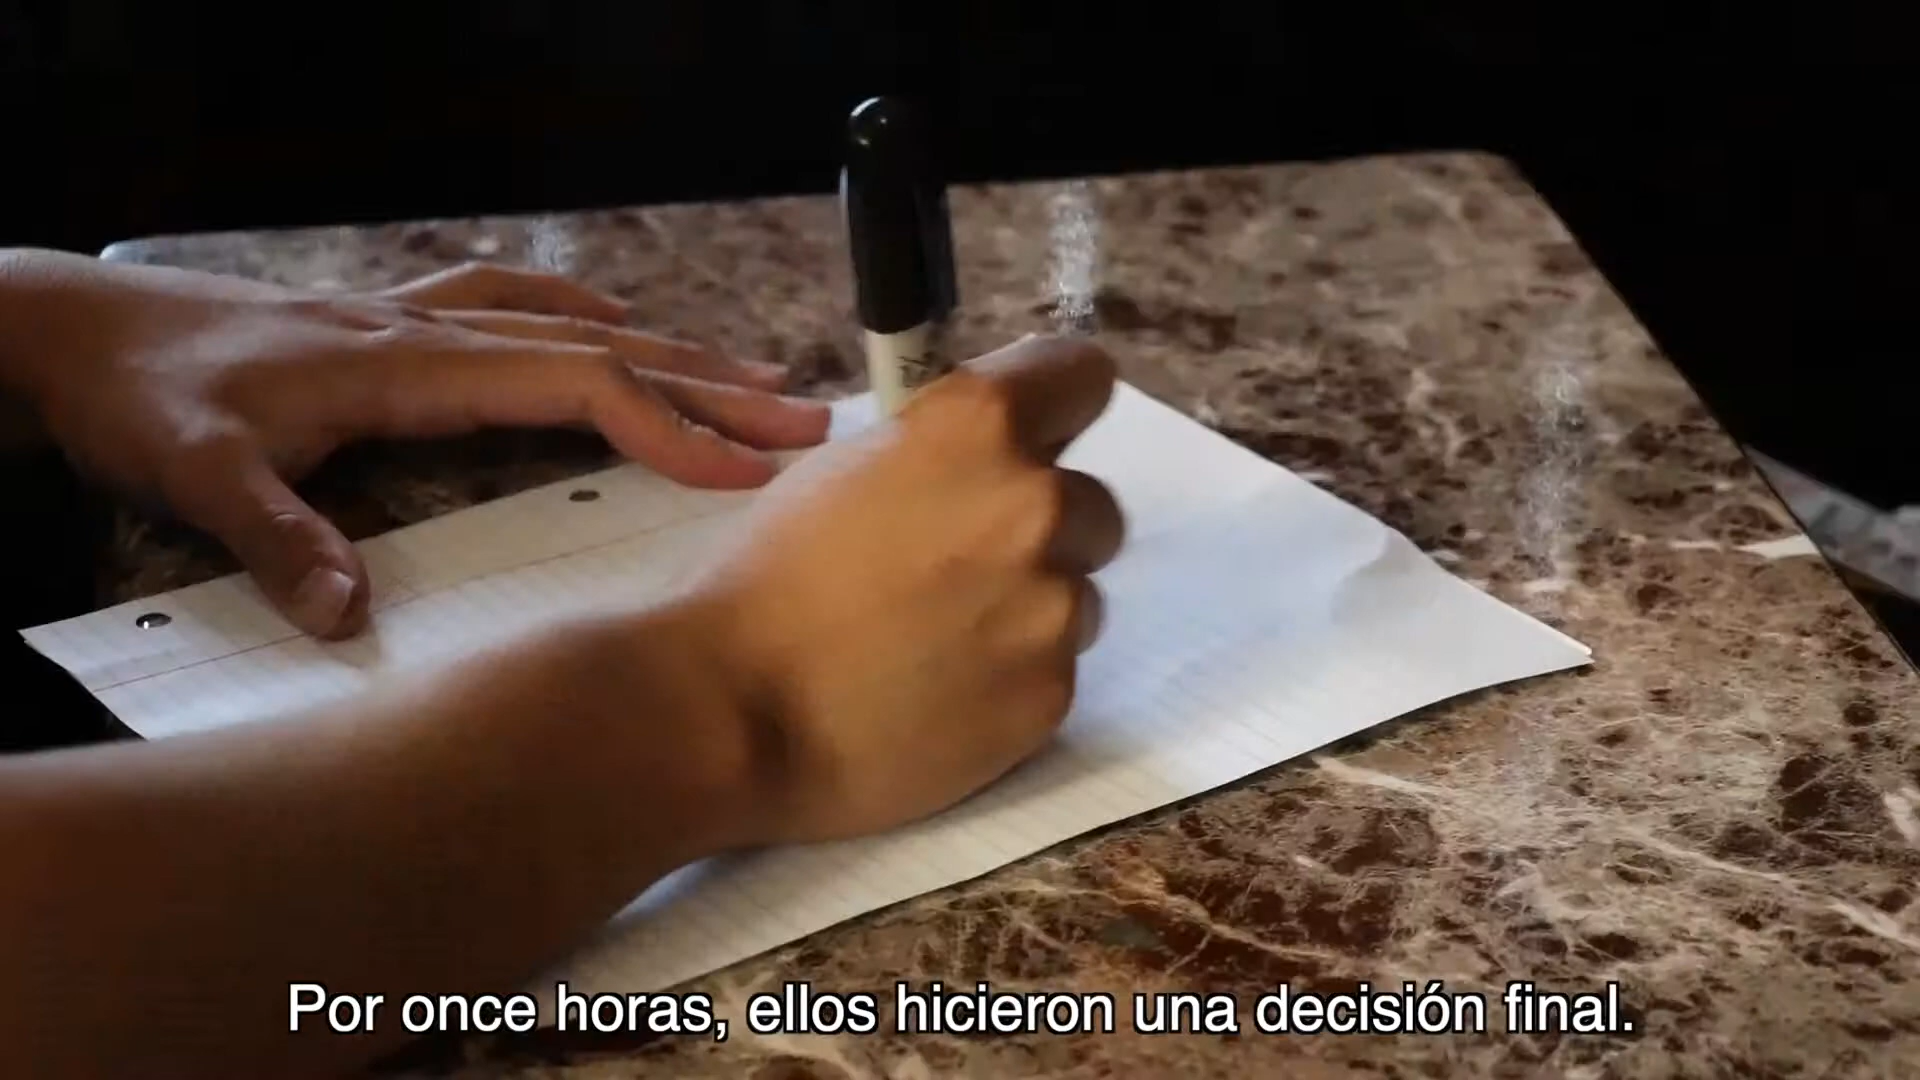 Por once horas, ellos hicieron una decisión final.